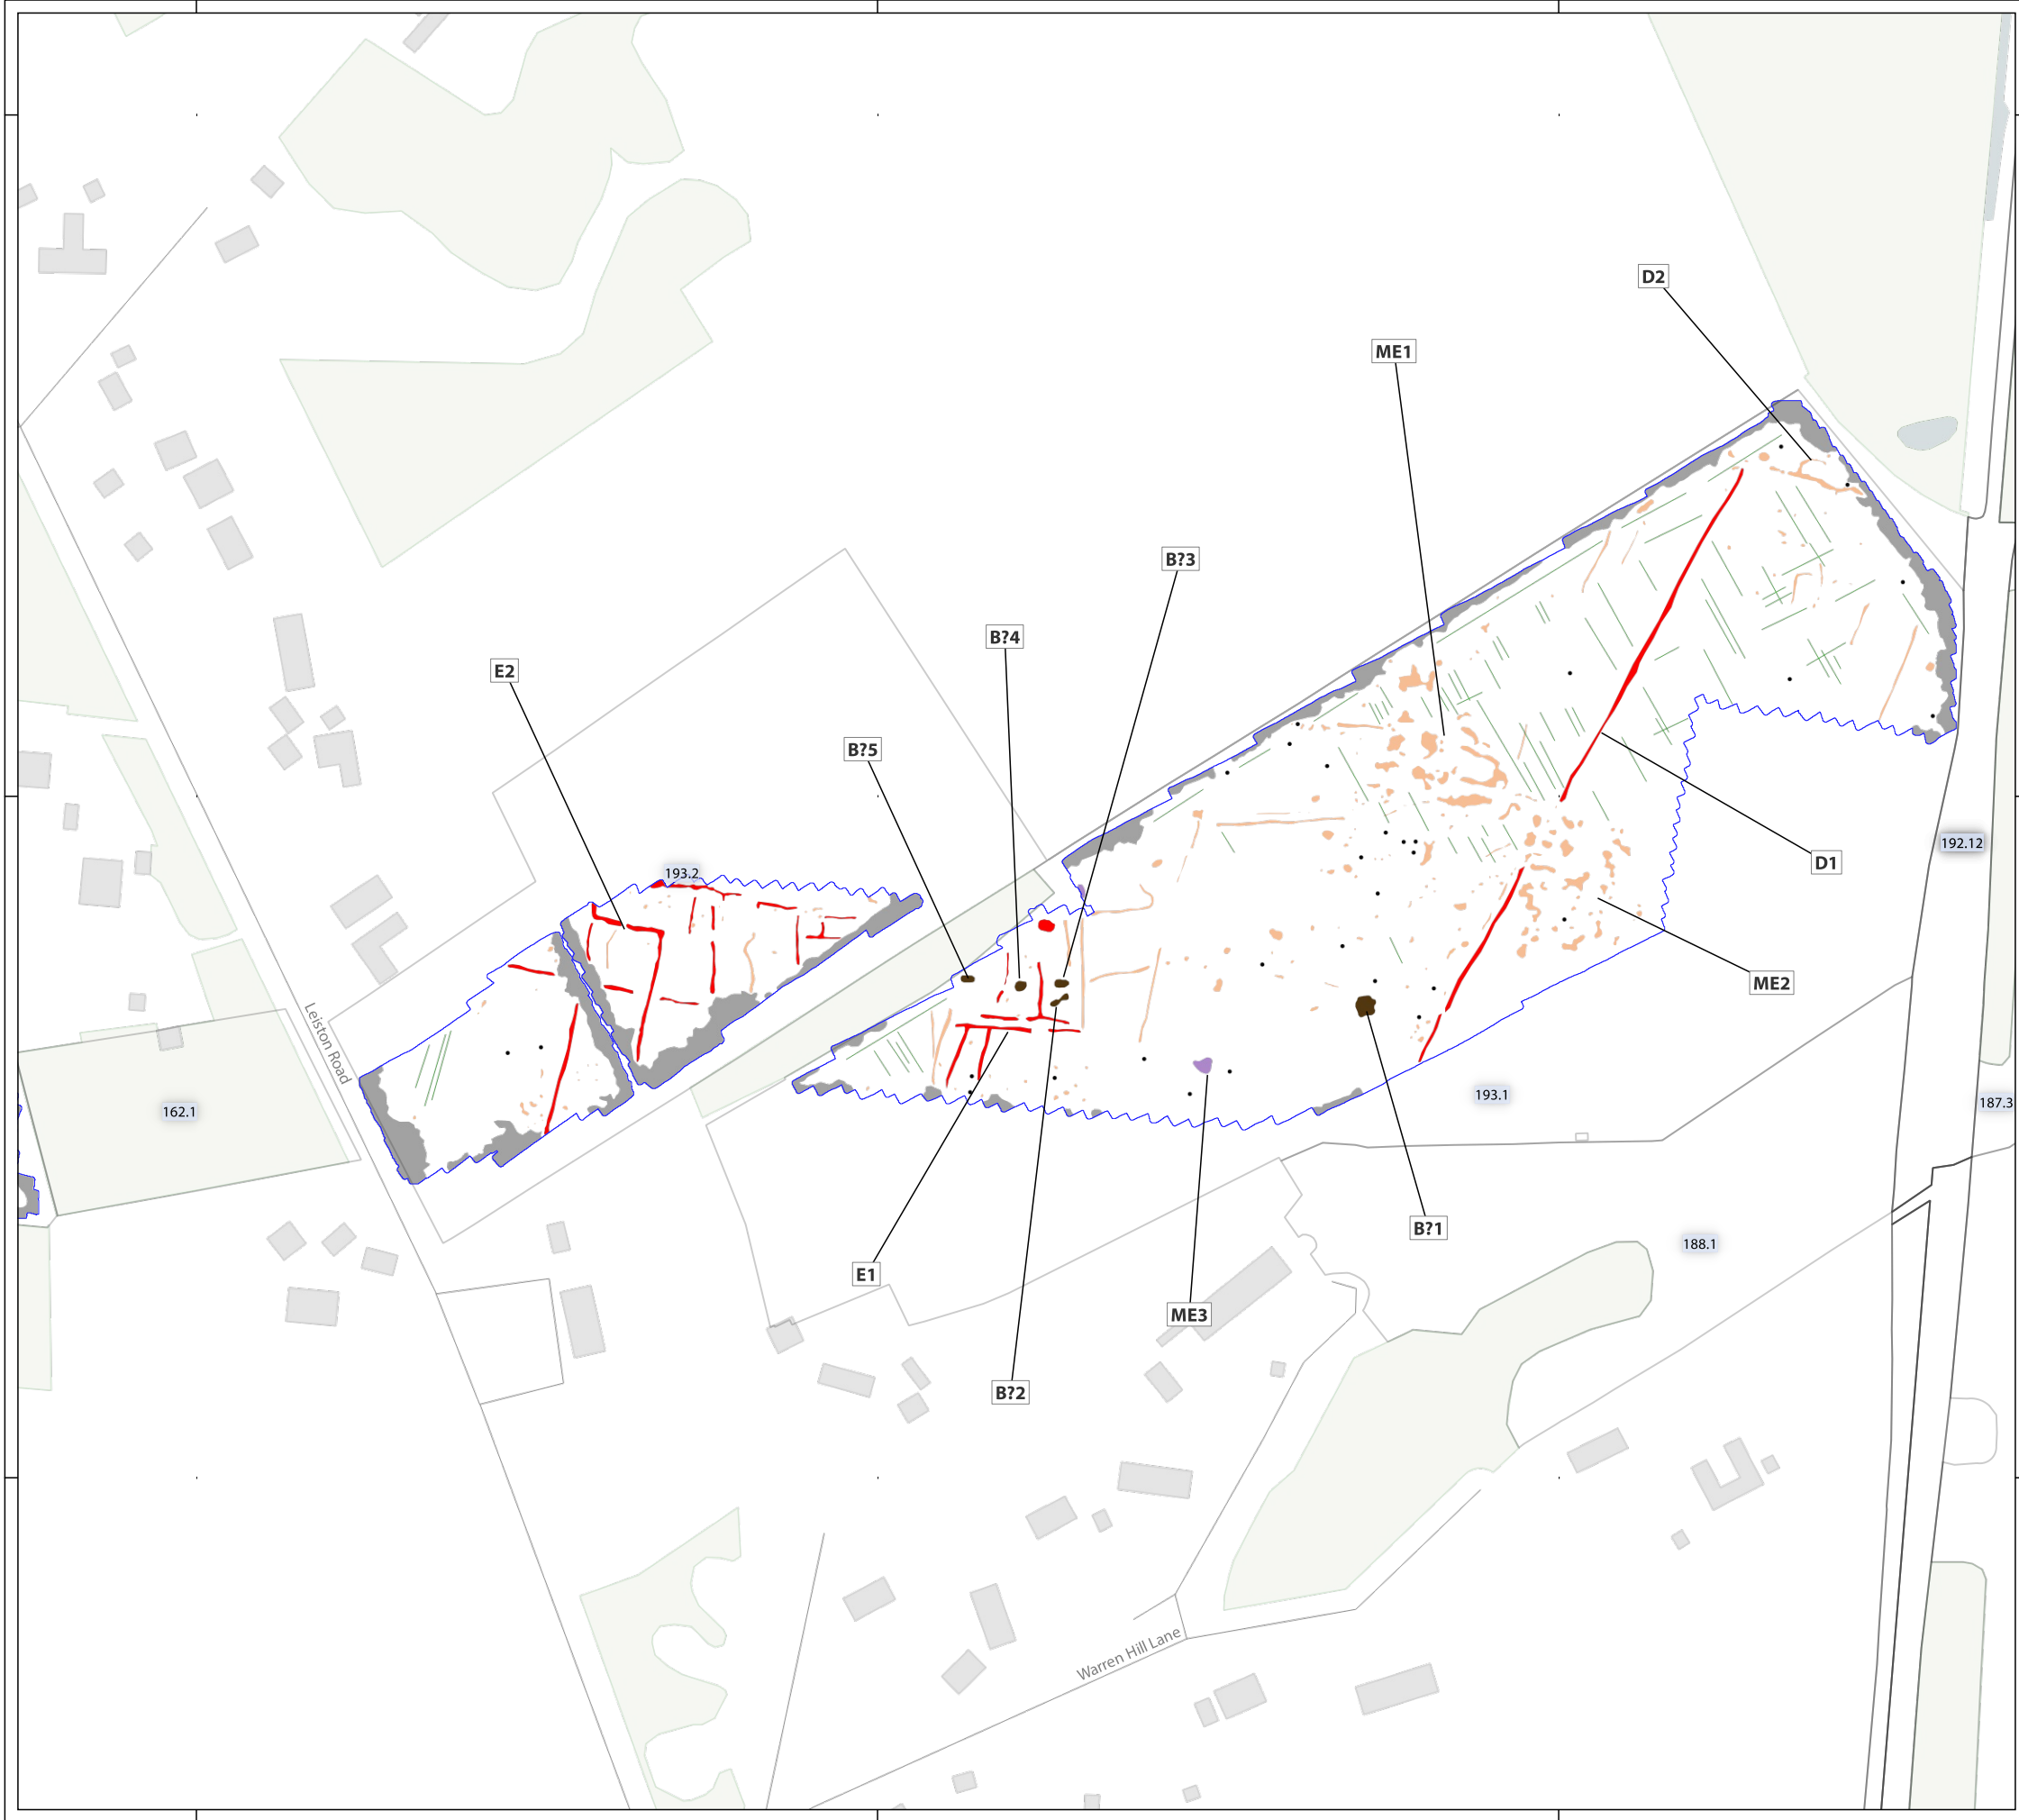 D2
ME1
B?3
B?4
E2
B?5
192.12
D1
193.2
ME2
Leiston Road
193.1
187.3
162.1
B?1
188.1
E1
ME3
B?2
Warren Hill Lane